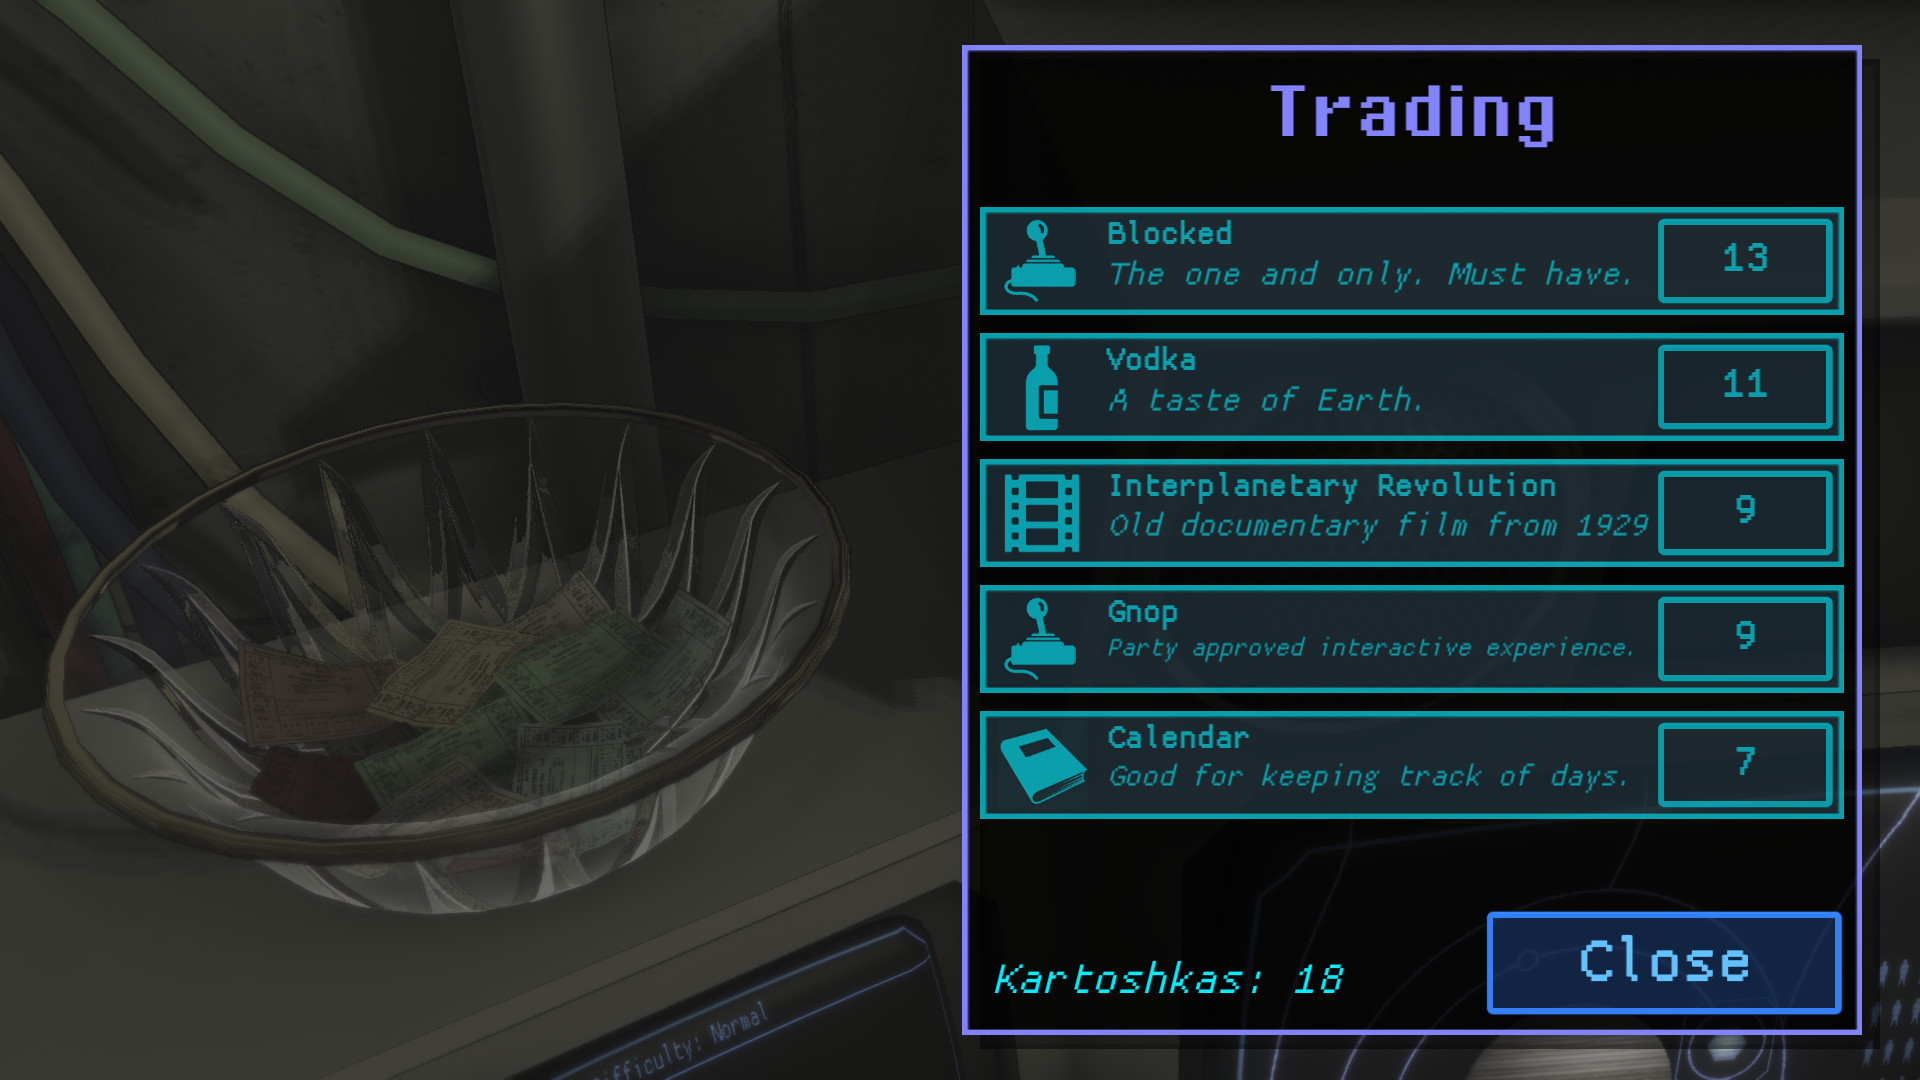 Trading
Blocked
The one and only. Must have.
13
Vodka
A taste of Earth.
11
Interplanetary Revolution
Old documentary film from 1929
9
Gnop
Party approved interactive experience.
9
Calendar
Good for keeping track of days.
7
Kartoshkas: 18
Close
ifficulty: Normal